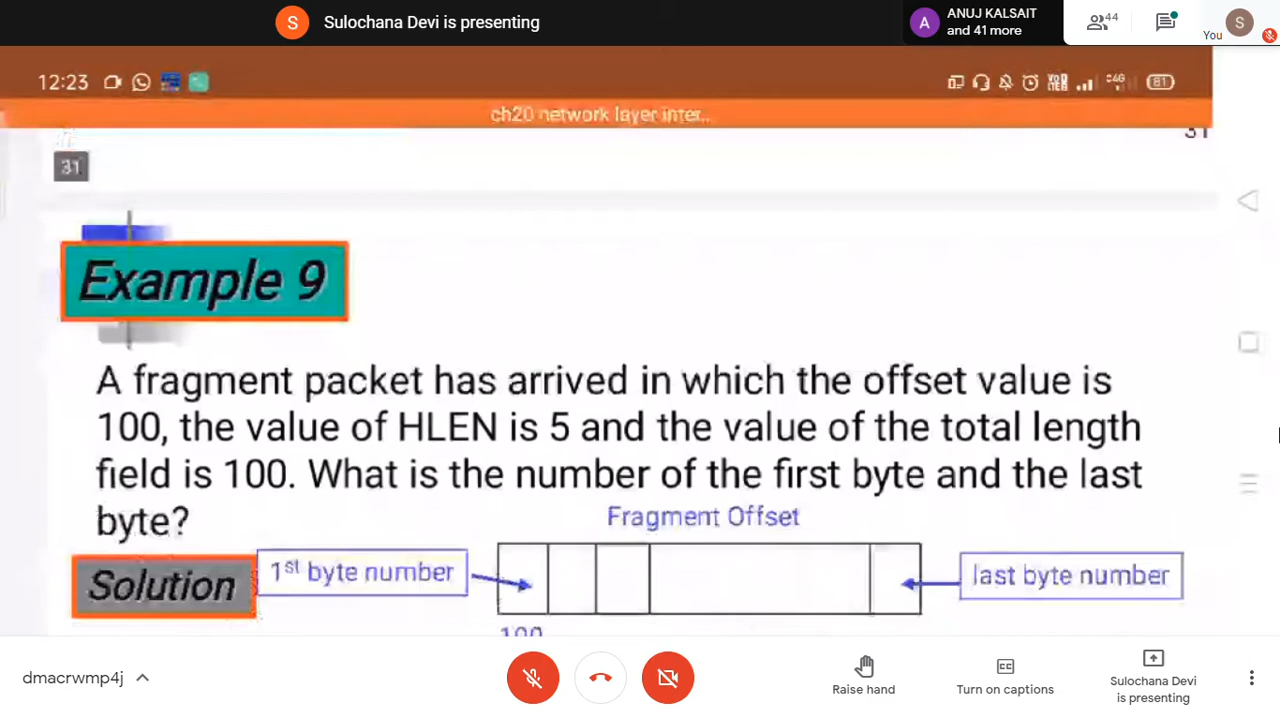 S Sulochana Devi is presenting
A ANUJ KALSAIT
and 41 more
44
You
S
12:23
4G
81
ch20 network layer inter..
31
31
Example 9
A fragment packet has arrived in which the offset value is
100, the value of HLEN is 5 and the value of the total length
field is 100. What is the number of the first byte and the last
byte?
Fragment Offset
Solution
1st byte number
last byte number
100
dmacrwmp4j
Raise hand
Turn on captions
Sulochana Devi
is presenting